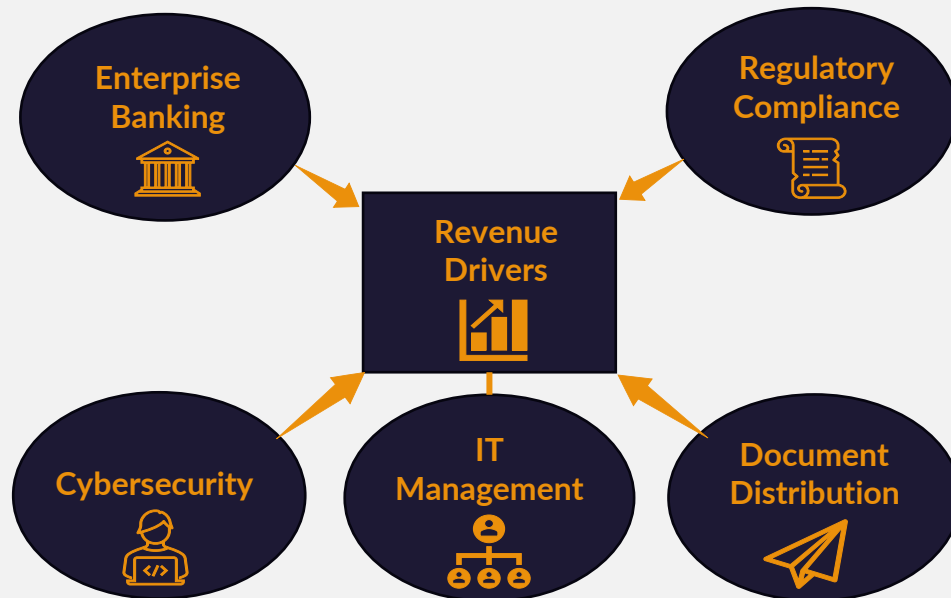 Enterprise
Banking
Regulatory
Compliance
Revenue
Drivers
Cybersecurity
</>
IT
Management
Document
Distribution